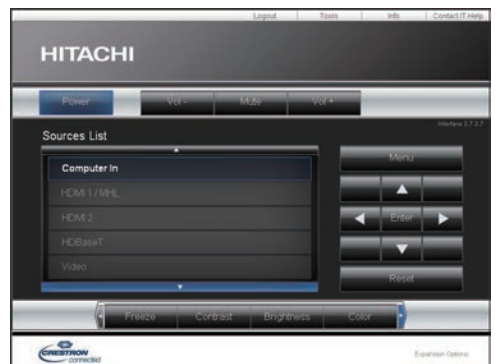 Logout Tools Info Contact IT Help
HITACHI
Power Vol - Mute Vol +
Interface 2.7.2.7
Sources List
Computer In
HDMI 1 / MHL
HDMI 2
HDBaseT
Video
Menu
Enter
Reset
Freeze Contrast Brightness Color
CRESTRON
connected
Expansion Options